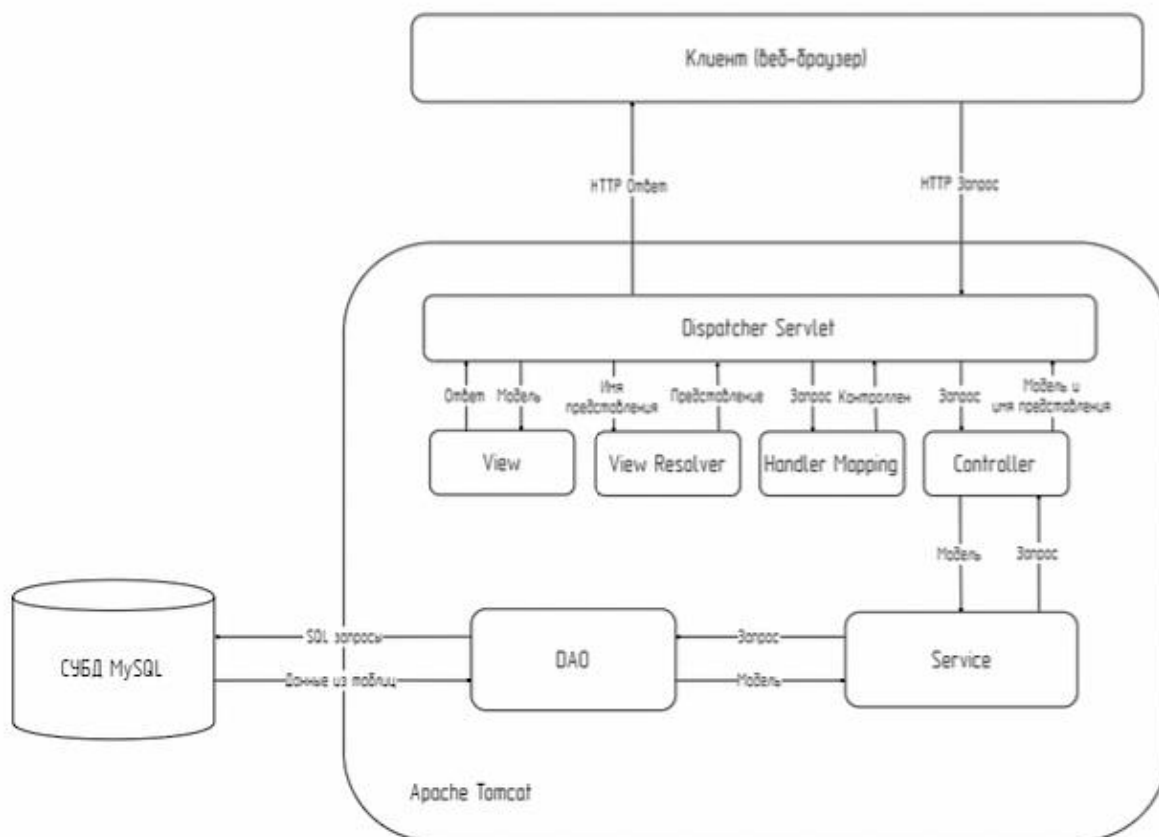 Клиент (веб-браузер)
HTTP Ответ
HTTP Запрос
Dispatcher Servlet
Ответ
Модель
Имя
представления
Представление
Запрос
Контроллен
Запрос
Модель и
имя представления
View
View Resolver
Handler Mapping
Controller
Модель
Запрос
СУБД MySQL
SQL запросы
Данные из таблиц
DAO
Запрос
Модель
Service
Apache Tomcat